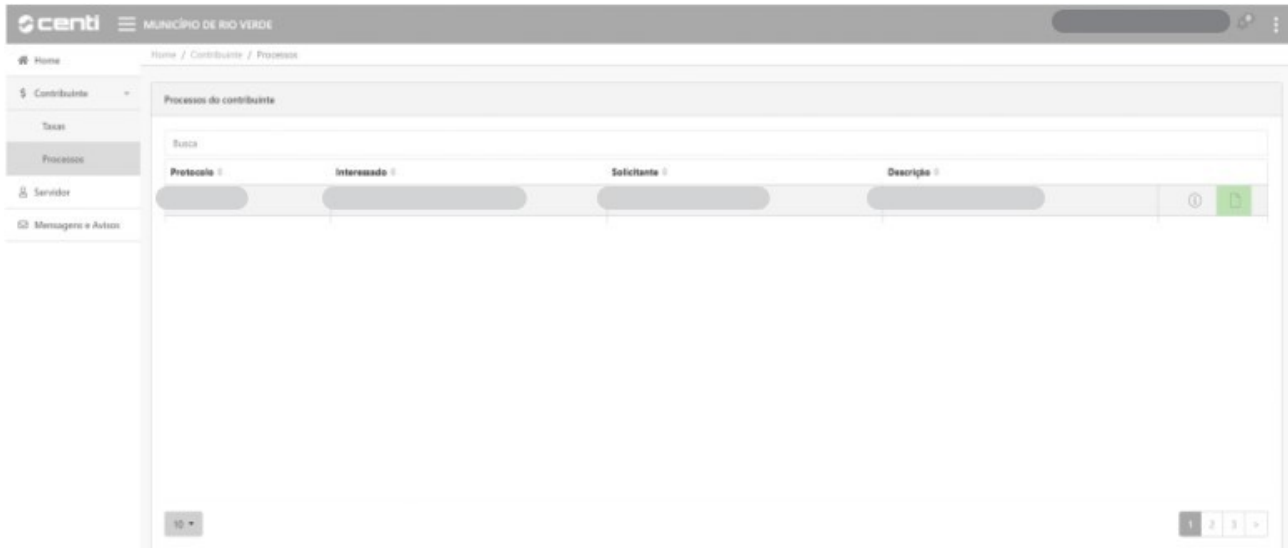 centi MUNICÍPIO DE RIO VERDE
Home
Home / Contribuinte / Processos
$ Contribuinte
Processos do contribuinte
Taxas
Busca
Processos
Protocolo Interessado Solicitante Descrição
Servidor
Mensagens e Avisos
10
1 2 3 >